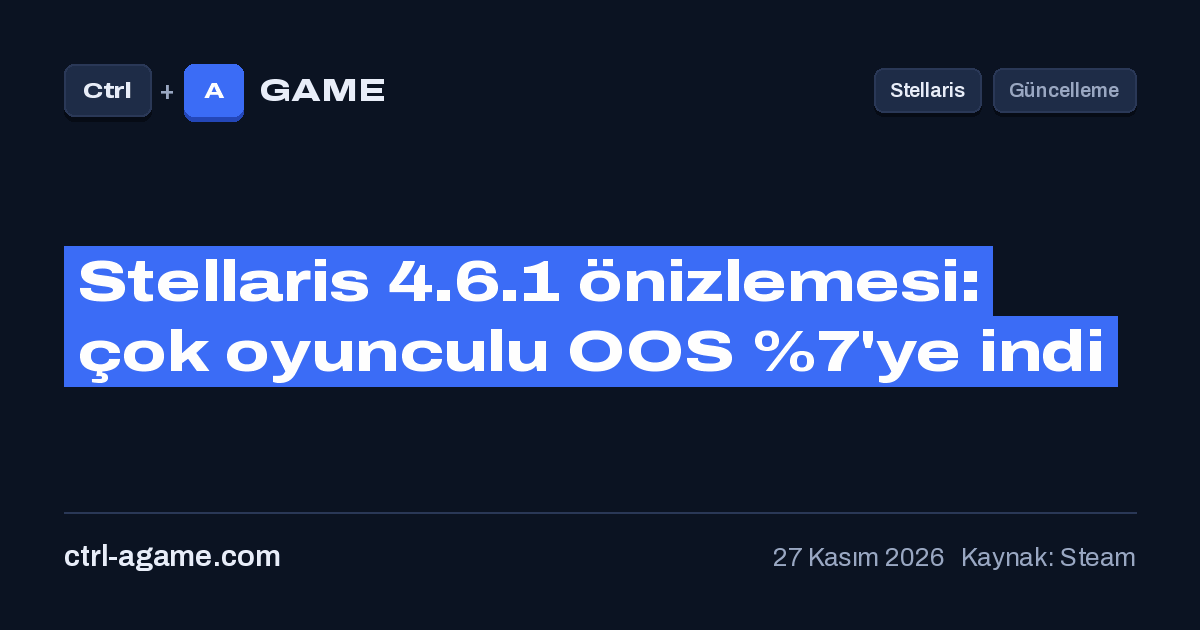 Ctrl + A GAME
Stellaris Güncelleme
Stellaris 4.6.1 önizlemesi:
çok oyunculu OOS %7'ye indi
ctrl-agame.com
27 Kasım 2026 Kaynak: Steam